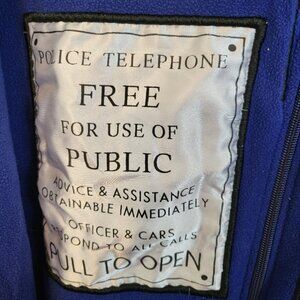 POLICE TELEPHONE
FREE
FOR USE OF
PUBLIC
ADVICE & ASSISTANCE
OBTAINABLE IMMEDIATELY
OFFICER & CARS
RESPOND TO ALL CALLS
PULL TO OPEN